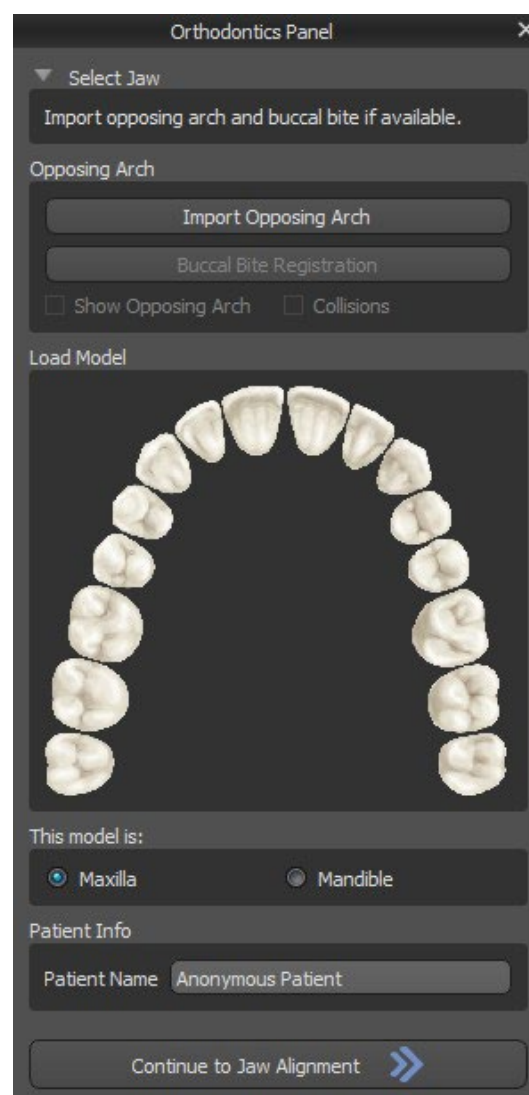 Orthodontics Panel
Select Jaw
Import opposing arch and buccal bite if available.
Opposing Arch
Import Opposing Arch
Buccal Bite Registration
Show Opposing Arch Collisions
Load Model
This model is:
Maxilla Mandible
Patient Info
Patient Name Anonymous Patient
Continue to Jaw Alignment